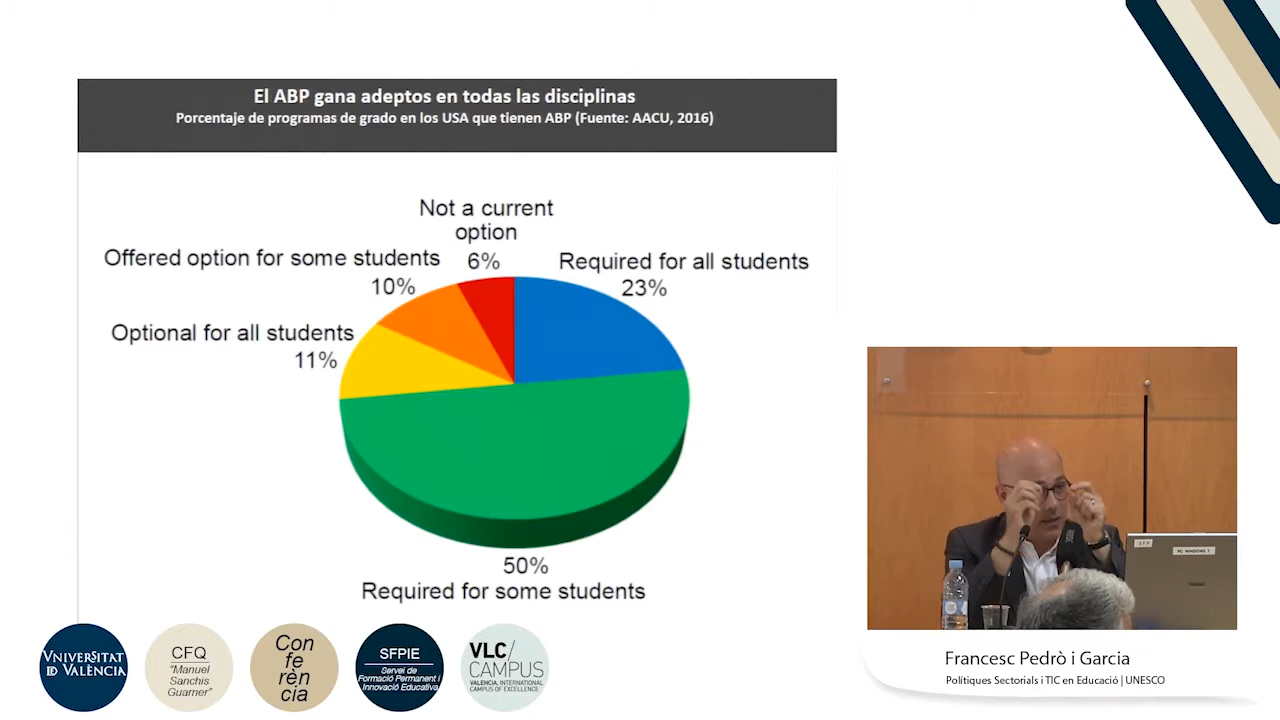 El ABP gana adeptos en todas las disciplinas
Porcentaje de programas de grado en los USA que tienen ABP (Fuente: AACU, 2016)
Not a current
option
6%
Offered option for some students
10%
Required for all students
23%
Optional for all students
11%
50%
Required for some students
S.F.P.
PC WINDOWS 7
VNIVERSITAT
ID VALÈNCIA
CFQ
"Manuel
Sanchis
Guarner"
Con
fe
rèn
cia
SFPIE
Servei de
Formació Permanent i
Innovació Educativa
VLC/
CAMPUS
VALENCIA, INTERNATIONAL
CAMPUS OF EXCELLENCE
Francesc Pedrò i Garcia
Polítiques Sectorials i TIC en Educació | UNESCO